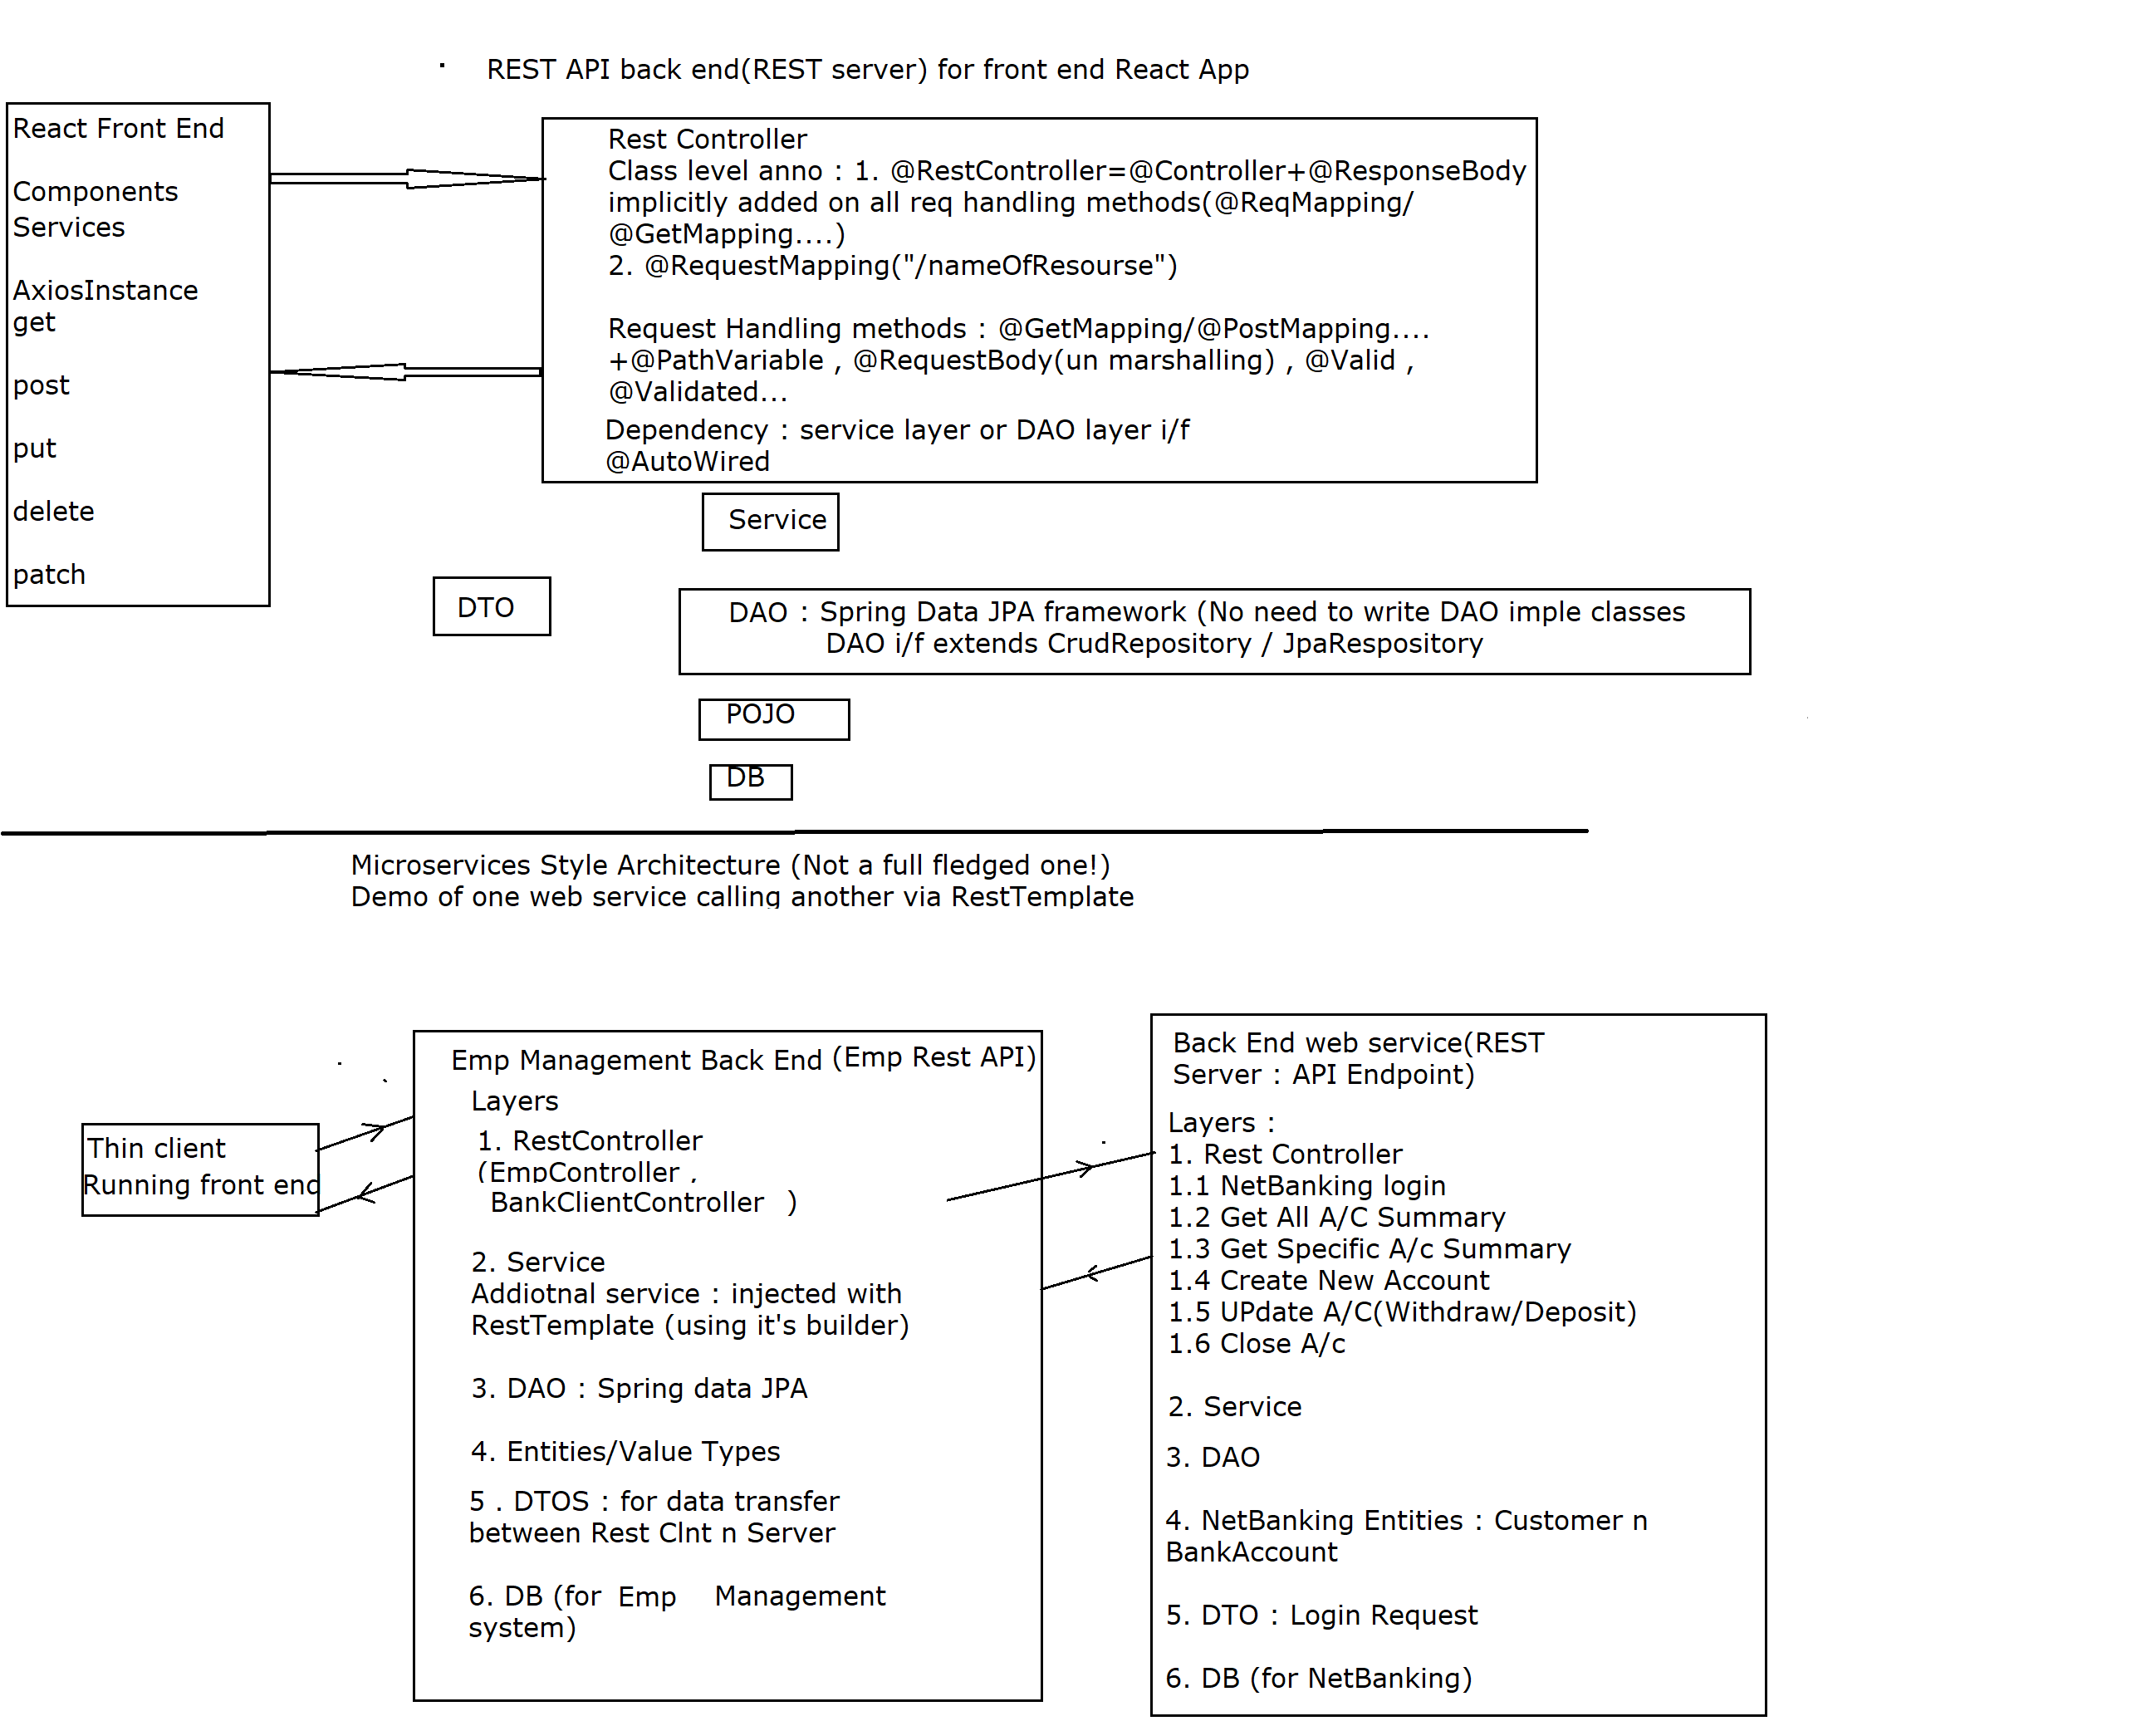 REST API back end(REST server) for front end React App
React Front End
Components
Services
AxiosInstance
get
post
put
delete
patch
Rest Controller
Class level anno : 1. @RestController=@Controller+@ResponseBody
implicitly added on all req handling methods(@ReqMapping/
@GetMapping....)
2. @RequestMapping("/nameOfResourse")
Request Handling methods : @GetMapping/@PostMapping....
+@PathVariable , @RequestBody(un marshalling) , @Valid ,
@Validated...
Dependency : service layer or DAO layer i/f
@AutoWired
Service
DTO
DAO : Spring Data JPA framework (No need to write DAO imple classes
DAO i/f extends CrudRepository / JpaRespository
POJO
DB
Microservices Style Architecture (Not a full fledged one!)
Demo of one web service calling another via RestTemplate
Thin client
Running front end
Emp Management Back End (Emp Rest API)
Layers
1. RestController
(EmpController ,
BankClientController )
2. Service
Addiotnal service : injected with
RestTemplate (using it's builder)
3. DAO : Spring data JPA
4. Entities/Value Types
5 . DTOS : for data transfer
between Rest Clnt n Server
6. DB (for Emp Management
system)
Back End web service(REST
Server : API Endpoint)
Layers :
1. Rest Controller
1.1 NetBanking login
1.2 Get All A/C Summary
1.3 Get Specific A/c Summary
1.4 Create New Account
1.5 UPdate A/C(Withdraw/Deposit)
1.6 Close A/c
2. Service
3. DAO
4. NetBanking Entities : Customer n
BankAccount
5. DTO : Login Request
6. DB (for NetBanking)